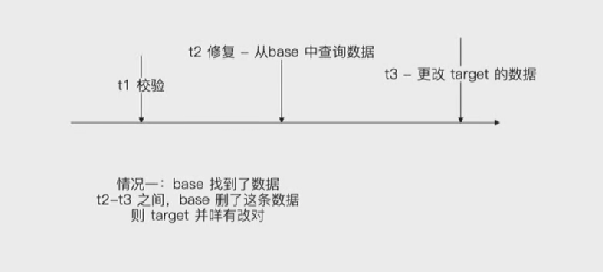 t2 修复 - 从base 中查询数据
t3 - 更改 target 的数据
t1 校验
情况一：base 找到了数据
t2-t3 之间，base 删了这条数据
则 target 并咩有改对